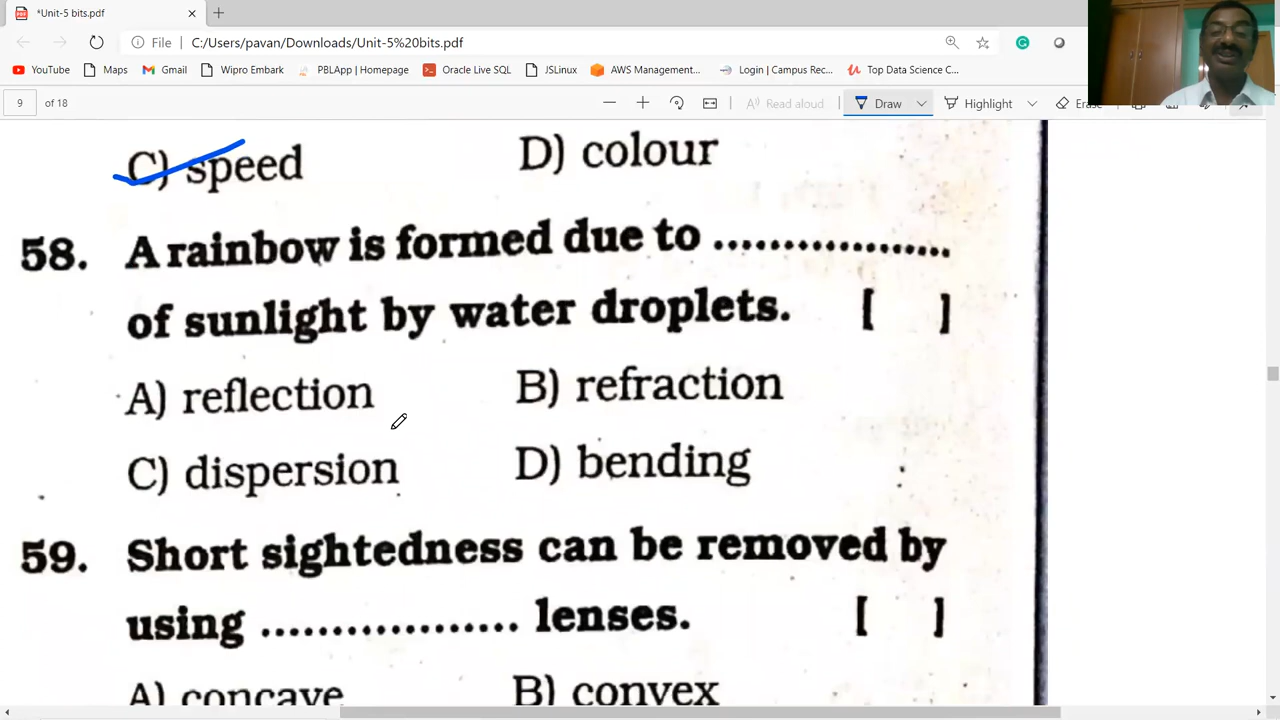 *Unit-5 bits.pdf
File C:/Users/pavan/Downloads/Unit-5%20bits.pdf
YouTube Maps Gmail Wipro Embark PBLApp | Homepage Oracle Live SQL JSLinux AWS Management... Login | Campus Rec... Top Data Science C...
9 of 18 Read aloud Draw Highlight Erase
C) speed D) colour
58. A rainbow is formed due to ...................
of sunlight by water droplets. [ ]
A) reflection B) refraction
C) dispersion D) bending
59. Short sightedness can be removed by
using .................. lenses. [ ]
A) concave B) convex